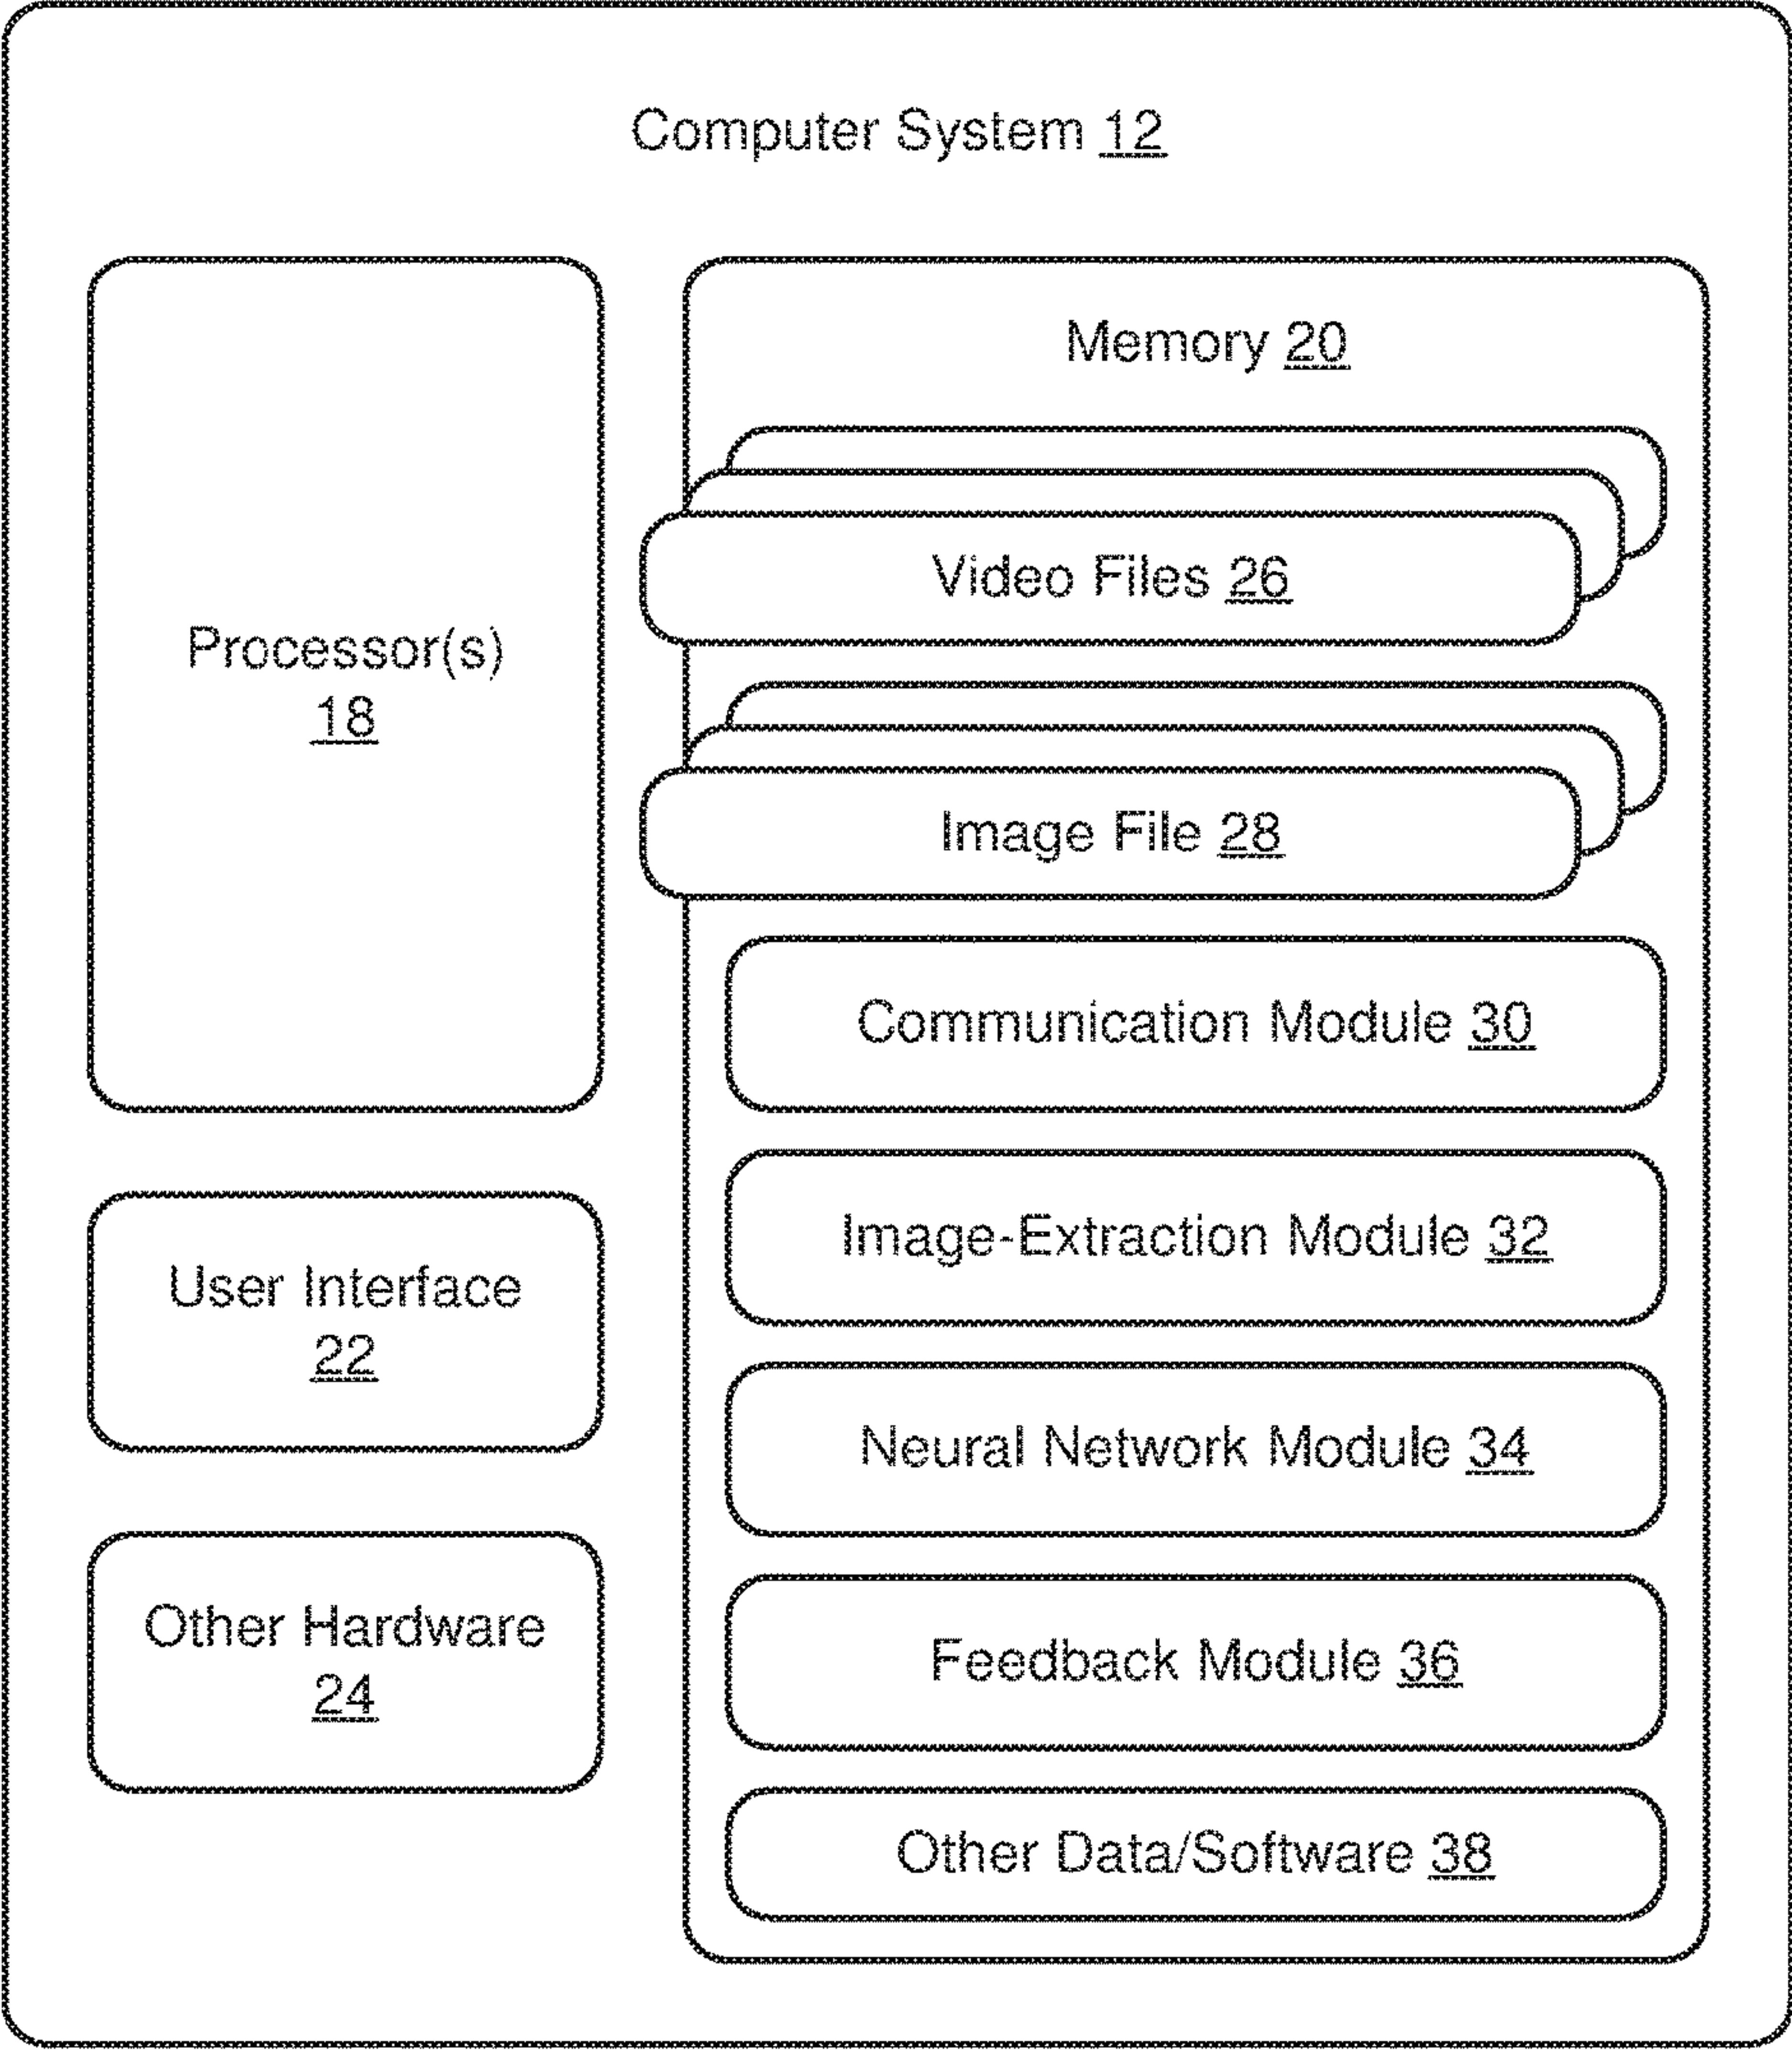 Computer System 12
Processor(s)
18
User Interface
22
Other Hardware
24
Memory 20
Video Files 26
Image File 28
Communication Module 30
Image-Extraction Module 32
Neural Network Module 34
Feedback Module 36
Other Data/Software 38